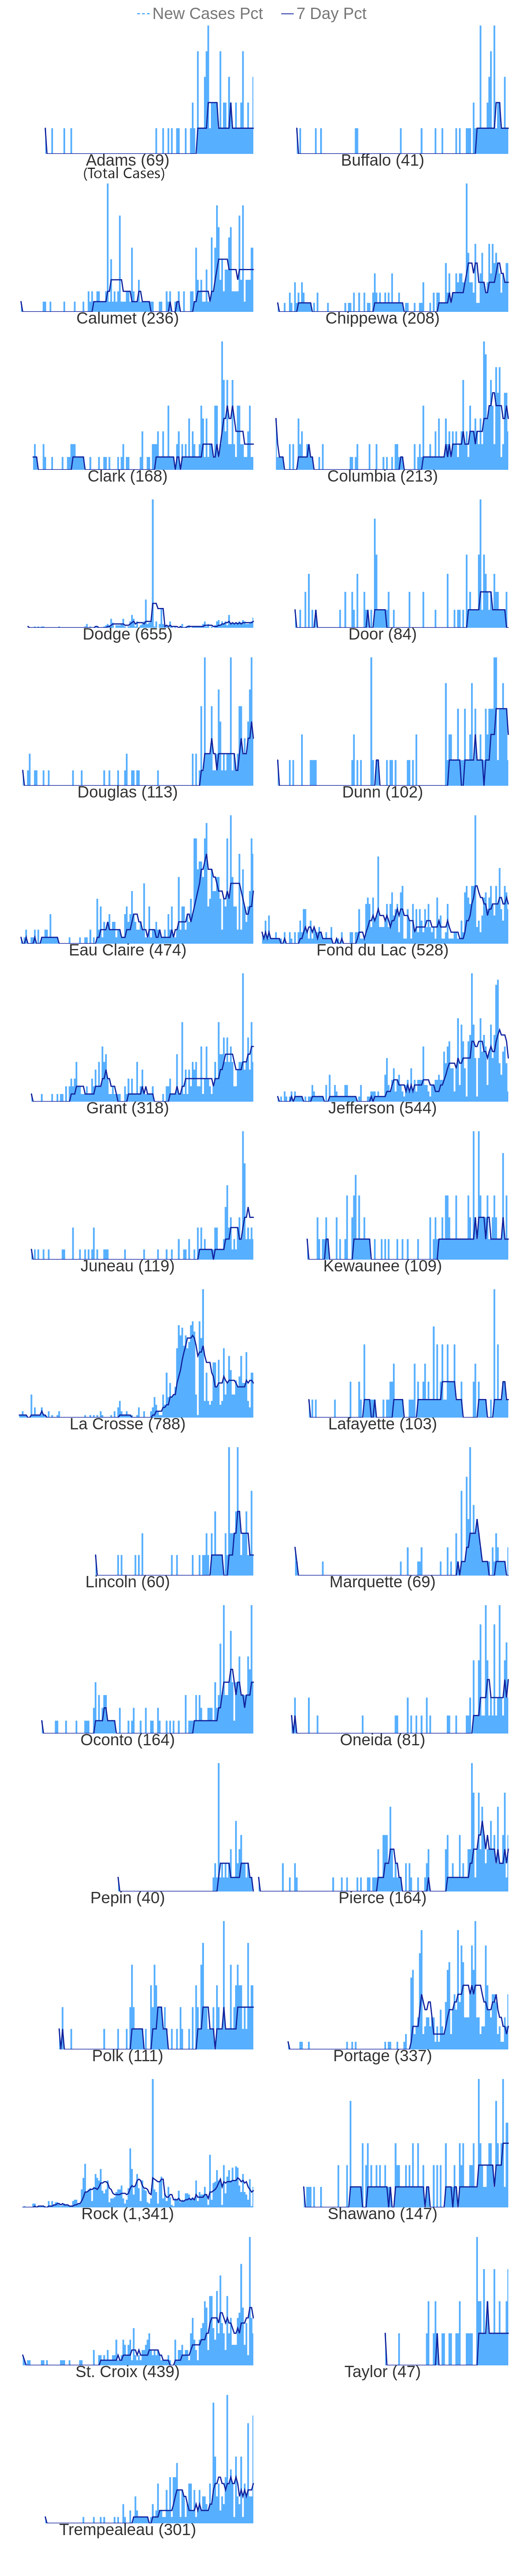 New Cases Pct 7 Day Pct
Adams (69) Buffalo (41)
(Total Cases)
Calumet (236) Chippewa (208)
Clark (168) Columbia (213)
Dodge (655) Door (84)
Douglas (113) Dunn (102)
Eau Claire (474) Fond du Lac (528)
Grant (318) Jefferson (544)
Juneau (119) Kewaunee (109)
La Crosse (788) Lafayette (103)
Lincoln (60) Marquette (69)
Oconto (164) Oneida (81)
Pepin (40) Pierce (164)
Polk (111) Portage (337)
Rock (1,341) Shawano (147)
St. Croix (439) Taylor (47)
Trempealeau (301)